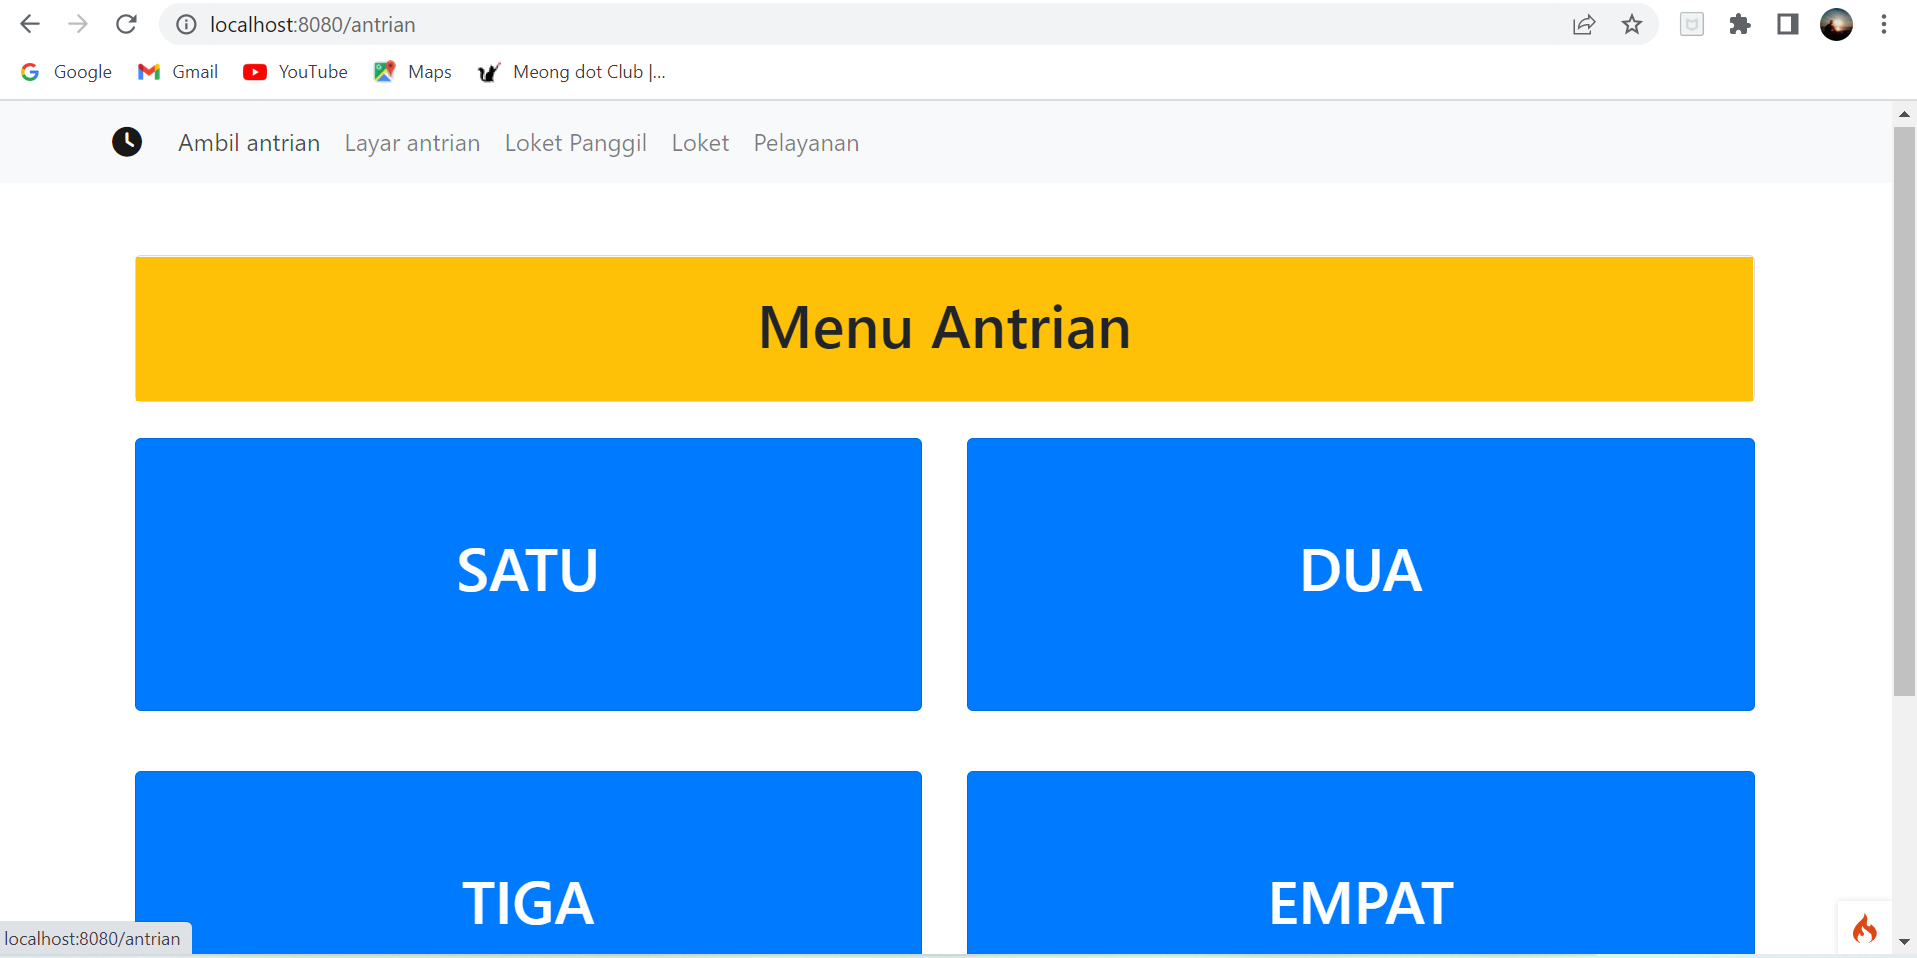 localhost:8080/antrian
Google Gmail YouTube Maps Meong dot Club |...
Ambil antrian Layar antrian Loket Panggil Loket Pelayanan
Menu Antrian
SATU DUA
TIGA EMPAT
localhost:8080/antrian